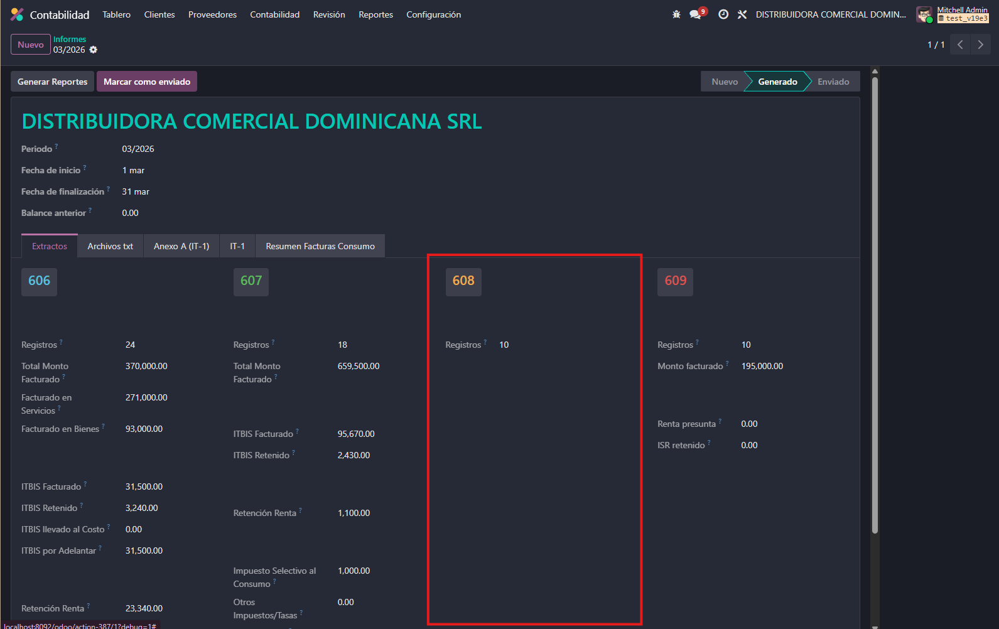 Contabilidad Tablero Clientes Proveedores Contabilidad Revisión Reportes Configuración 9 DISTRIBUIDORA COMERCIAL DOMIN... Mitchell Admin
test_v19e3
Nuevo Informes
03/2026
1 / 1
Generar Reportes Marcar como enviado Nuevo Generado Enviado
DISTRIBUIDORA COMERCIAL DOMINICANA SRL
Periodo ? 03/2026
Fecha de inicio ? 1 mar
Fecha de finalización ? 31 mar
Balance anterior ? 0.00
Extractos Archivos txt Anexo A (IT-1) IT-1 Resumen Facturas Consumo
606
Registros ? 24
Total Monto
Facturado ? 370,000.00
Facturado en
Servicios ? 271,000.00
Facturado en Bienes ? 93,000.00
ITBIS Facturado ? 31,500.00
ITBIS Retenido ? 3,240.00
ITBIS llevado al Costo ? 0.00
ITBIS por Adelantar ? 31,500.00
Retención Renta ? 23,340.00
607
Registros ? 18
Total Monto
Facturado ? 659,500.00
ITBIS Facturado ? 95,670.00
ITBIS Retenido ? 2,430.00
Retención Renta ? 1,100.00
Impuesto Selectivo al
Consumo ? 1,000.00
Otros
Impuestos/Tasas ? 0.00
608
Registros ? 10
609
Registros ? 10
Monto facturado ? 195,000.00
Renta presunta ? 0.00
ISR retenido ? 0.00
localhost:8092/odoo/action-387/1?debug=1#